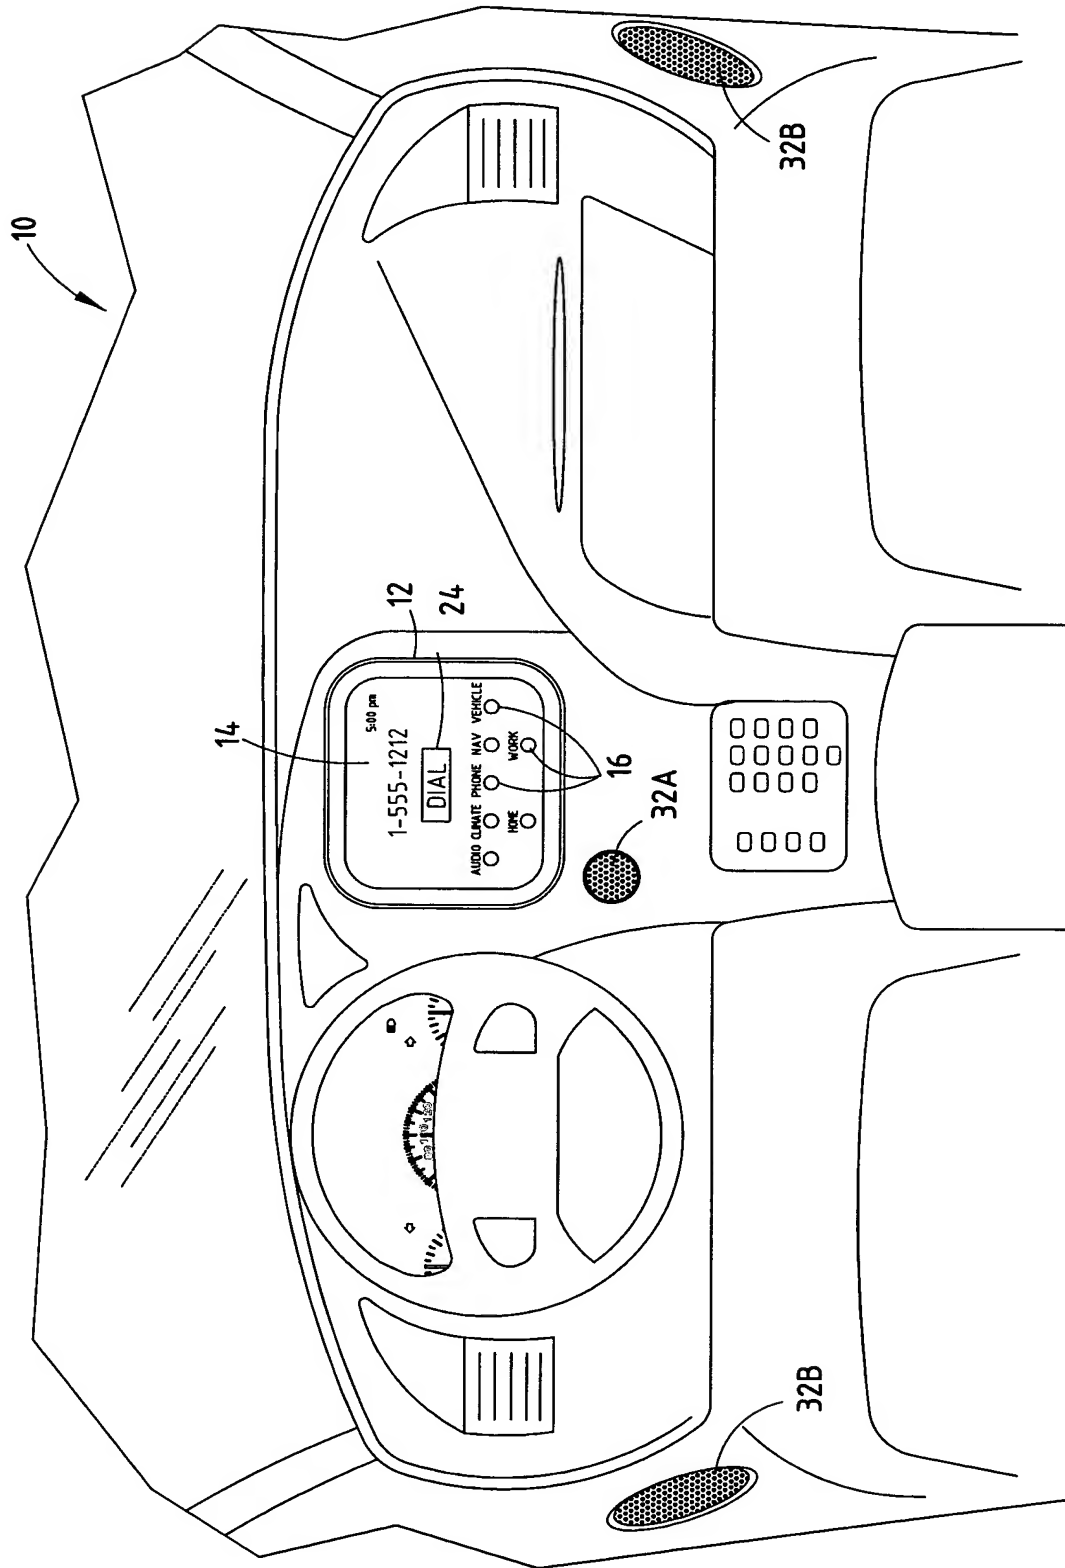 10
14
12
24
5:00 pm
1-555-1212
DIAL
AUDIO CLIMATE PHONE NAV VEHICLE
HOME WORK
16
32A
32B
32B